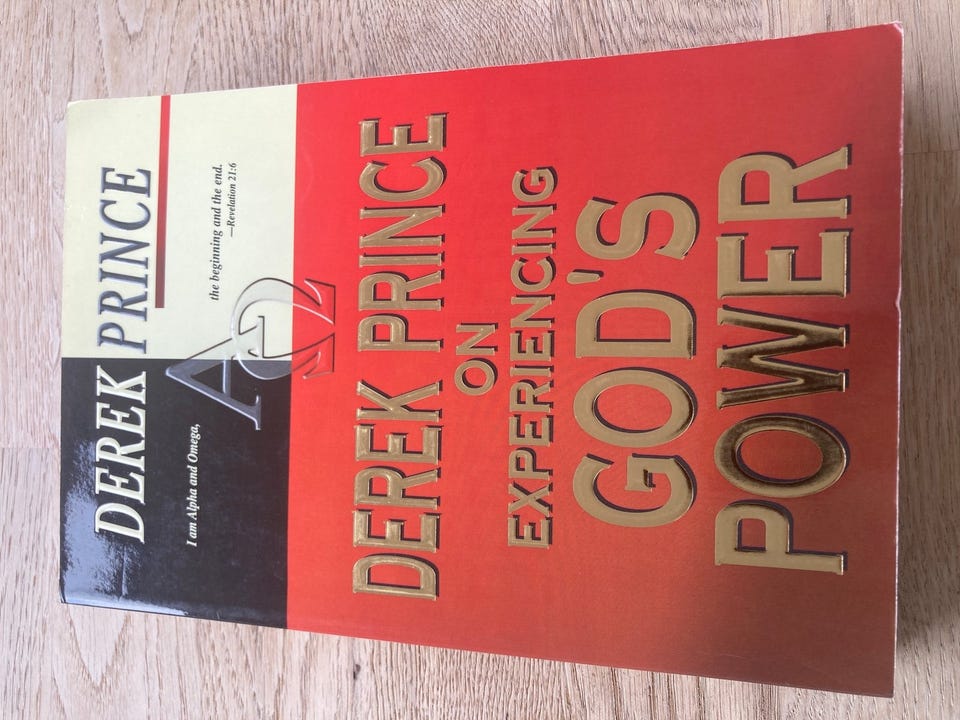 DEREK PRINCE
I am Alpha and Omega,
the beginning and the end.
—Revelation 21:6
ΑΩ
DEREK PRINCE
ON
EXPERIENCING
GOD'S
POWER